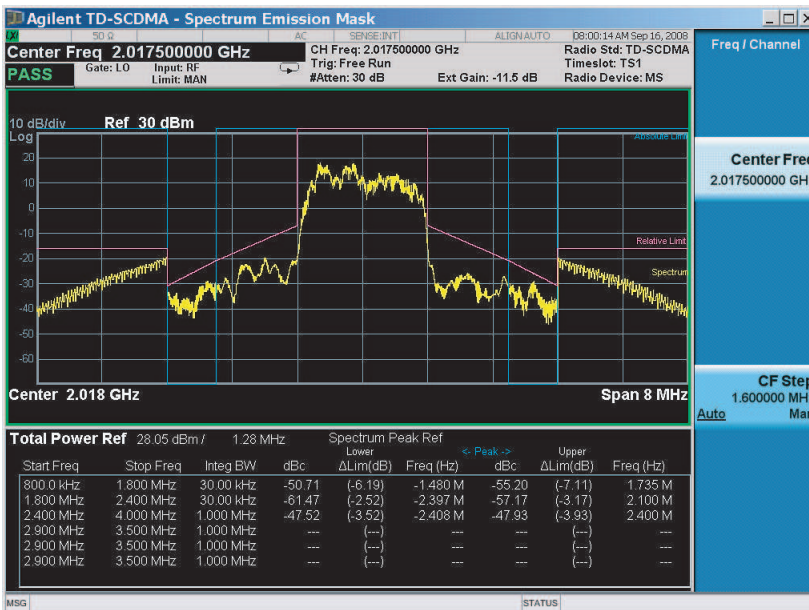 Agilent TD-SCDMA - Spectrum Emission Mask
50 Ω AC SENSE:INT ALIGN AUTO 08:00:14 AM Sep 16, 2008
Center Freq 2.017500000 GHz
CH Freq: 2.017500000 GHz
Radio Std: TD-SCDMA
Gate: LO
Input: RF
Trig: Free Run
Timeslot: TS1
PASS
Limit: MAN
#Atten: 30 dB
Ext Gain: -11.5 dB
Radio Device: MS
Freq / Channel
10 dB/div
Ref 30 dBm
Log
Absolute Limit
20
10
0
-10
-20
-30
-40
-50
-60
Relative Limit
Spectrum
Center 2.018 GHz
Span 8 MHz
Center Freq
2.017500000 GH
CF Step
1.600000 MH
Auto Man
Total Power Ref 28.05 dBm / 1.28 MHz Spectrum Peak Ref
Lower <- Peak -> Upper
Start Freq Stop Freq Integ BW dBc ΔLim(dB) Freq (Hz) dBc ΔLim(dB) Freq (Hz)
800.0 kHz 1.800 MHz 30.00 kHz -50.71 (-6.19) -1.480 M -55.20 (-7.11) 1.735 M
1.800 MHz 2.400 MHz 30.00 kHz -61.47 (-2.52) -2.397 M -57.17 (-3.17) 2.100 M
2.400 MHz 4.000 MHz 1.000 MHz -47.52 (-3.52) -2.408 M -47.93 (-3.93) 2.400 M
2.900 MHz 3.500 MHz 1.000 MHz --- (---) --- --- (---) ---
2.900 MHz 3.500 MHz 1.000 MHz --- (---) --- --- (---) ---
2.900 MHz 3.500 MHz 1.000 MHz --- (---) --- --- (---) ---
MSG STATUS